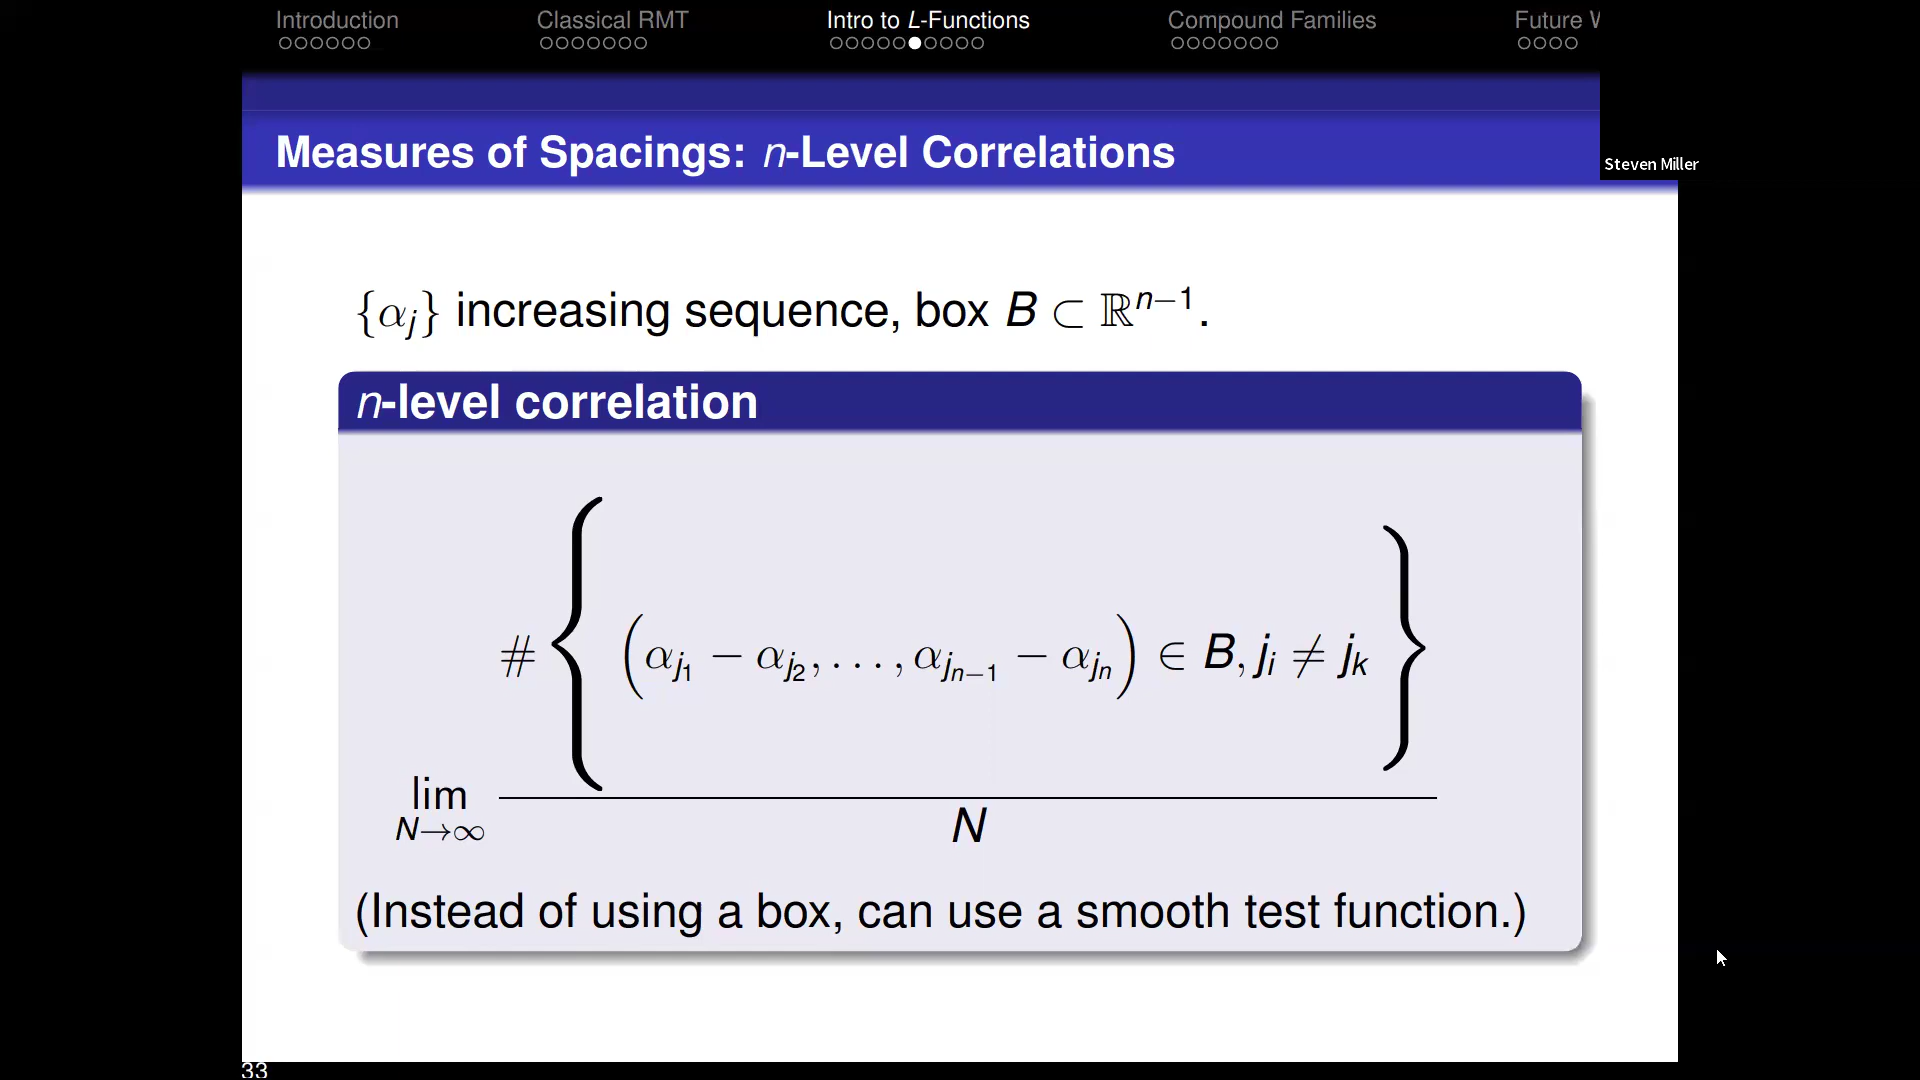 Introduction Classical RMT Intro to L-Functions Compound Families Future
Measures of Spacings: n-Level Correlations
Steven Miller
{α_j} increasing sequence, box B ⊂ ℝ^{n−1}.
n-level correlation
#{(α_{j_1} − α_{j_2}, . . . , α_{j_{n−1}} − α_{j_n}) ∈ B, j_i ≠ j_k}
lim_{N→∞}
N
(Instead of using a box, can use a smooth test function.)
33